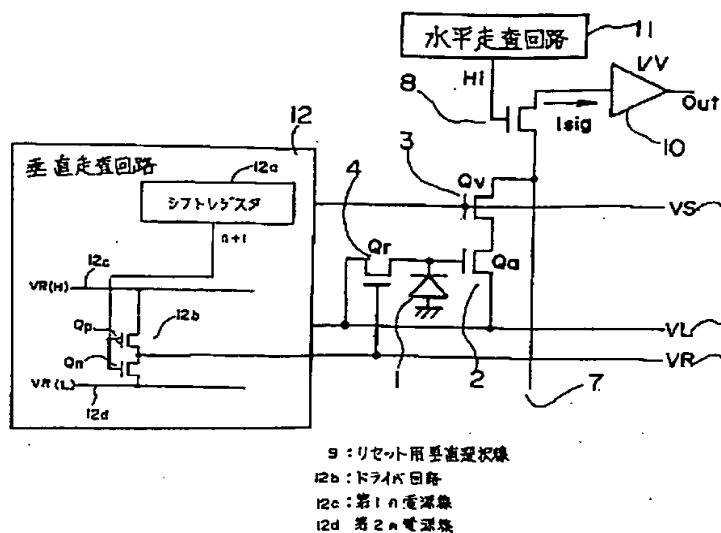 水平走査回路
11
Hi
8
I/V
Out
Isig
10
12
垂直走査回路
12a
シフトレジスタ
n+1
12c
VR(H)
Qp
12b
Qn
VR(L)
12d
3
Qv
VS
4
Qr
Qa
VL
VR
1
2
7
9:リセット用垂直選択線
12b:ドライバ回路
12c:第1の電源線
12d 第2の電源線